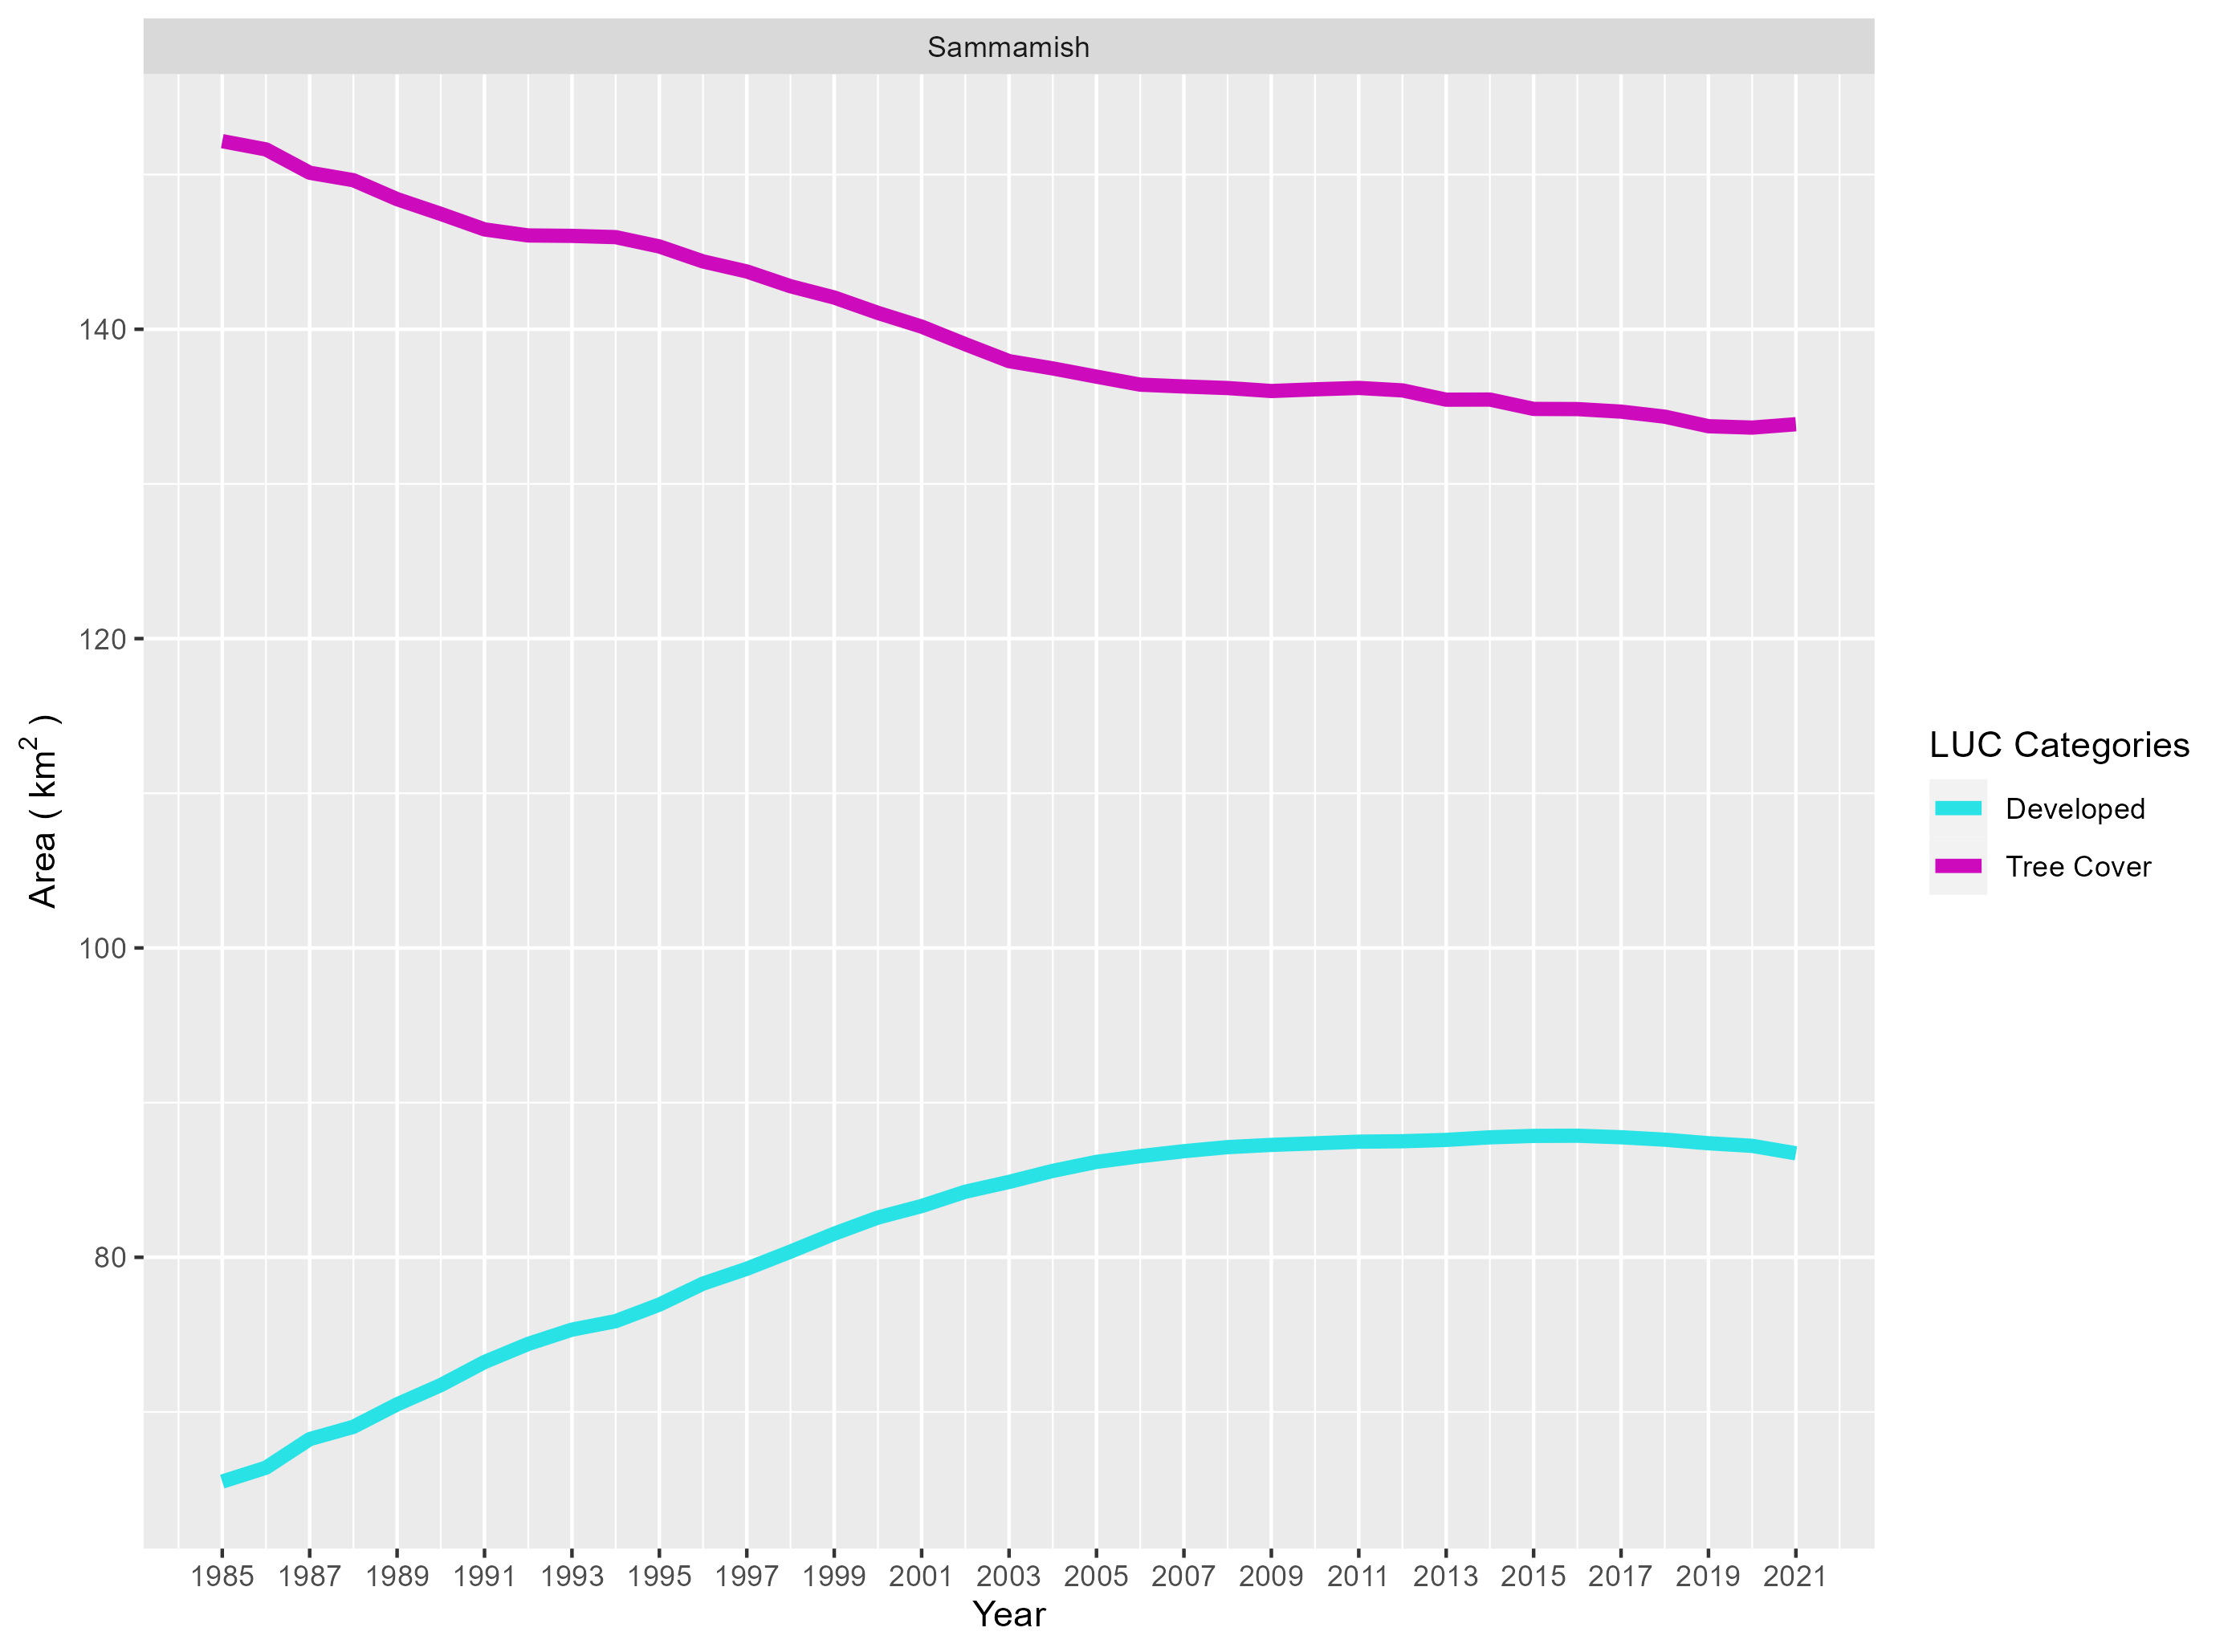 Sammamish
140
120
100
80
Area ( km² )
1985 1987 1989 1991 1993 1995 1997 1999 2001 2003 2005 2007 2009 2011 2013 2015 2017 2019 2021
Year
LUC Categories
Developed
Tree Cover